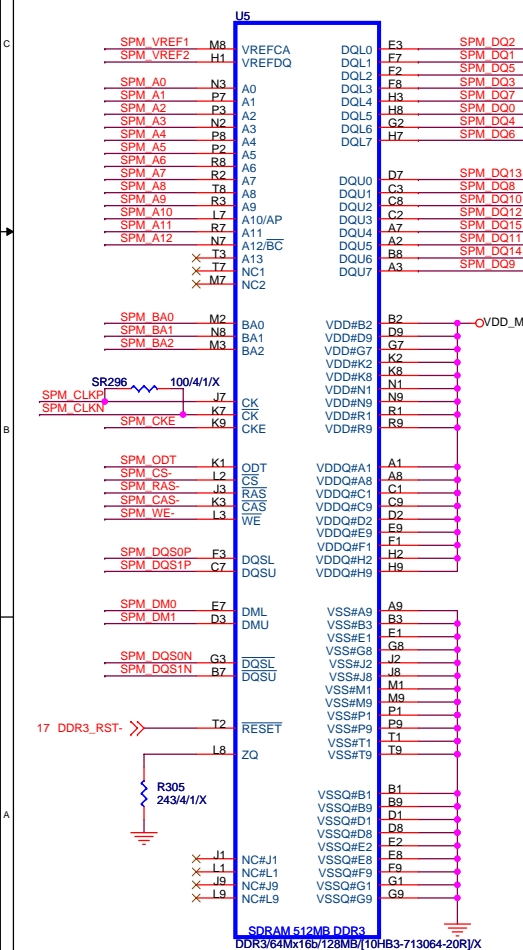 U5
C
SPM_VREF1 M8 VREFCA DQL0 E3 SPM_DQ2
SPM_VREF2 H1 VREFDQ DQL1 F7 SPM_DQ1
DQL2 F2 SPM_DQ5
SPM_A0 N3 A0 DQL3 F8 SPM_DQ3
SPM_A1 P7 A1 DQL4 H3 SPM_DQ7
SPM_A2 P3 A2 DQL5 H8 SPM_DQ0
SPM_A3 N2 A3 DQL6 G2 SPM_DQ4
SPM_A4 P8 A4 DQL7 H7 SPM_DQ6
SPM_A5 P2 A5
SPM_A6 R8 A6
SPM_A7 R2 A7 DQU0 D7 SPM_DQ13
SPM_A8 T8 A8 DQU1 C3 SPM_DQ8
SPM_A9 R3 A9 DQU2 C8 SPM_DQ10
SPM_A10 L7 A10/AP DQU3 C2 SPM_DQ12
SPM_A11 R7 A11 DQU4 A7 SPM_DQ15
SPM_A12 N7 A12/BC DQU5 A2 SPM_DQ11
T3 A13 DQU6 B8 SPM_DQ14
T7 NC1 DQU7 A3 SPM_DQ9
M7 NC2
SPM_BA0 M2 BA0 VDD#B2 B2 VDD_M
SPM_BA1 N8 BA1 VDD#D9 D9
SPM_BA2 M3 BA2 VDD#G7 G7
VDD#K2 K2
SR296 100/4/1/X VDD#K8 K8
VDD#N1 N1
SPM_CLKP J7 CK VDD#N9 N9
SPM_CLKN K7 CK VDD#R1 R1
SPM_CKE K9 CKE VDD#R9 R9
B
SPM_ODT K1 ODT VDDQ#A1 A1
SPM_CS- L2 CS VDDQ#A8 A8
SPM_RAS- J3 RAS VDDQ#C1 C1
SPM_CAS- K3 CAS VDDQ#C9 C9
SPM_WE- L3 WE VDDQ#D2 D2
VDDQ#E9 E9
VDDQ#F1 F1
SPM_DQS0P F3 DQSL VDDQ#H2 H2
SPM_DQS1P C7 DQSU VDDQ#H9 H9
SPM_DM0 E7 DML VSS#A9 A9
SPM_DM1 D3 DMU VSS#B3 B3
VSS#E1 E1
VSS#G8 G8
SPM_DQS0N G3 DQSL VSS#J2 J2
SPM_DQS1N B7 DQSU VSS#J8 J8
VSS#M1 M1
VSS#M9 M9
VSS#P1 P1
17 DDR3_RST- T2 RESET VSS#P9 P9
VSS#T1 T1
L8 ZQ VSS#T9 T9
R305
243/4/1/X
VSSQ#B1 B1
VSSQ#B9 B9
A
VSSQ#D1 D1
VSSQ#D8 D8
VSSQ#E2 E2
J1 NC#J1 VSSQ#E8 E8
L1 NC#L1 VSSQ#F9 F9
J9 NC#J9 VSSQ#G1 G1
L9 NC#L9 VSSQ#G9 G9
SDRAM 512MB DDR3
DDR3/64Mx16b/128MB/[10HB3-713064-20R]/X